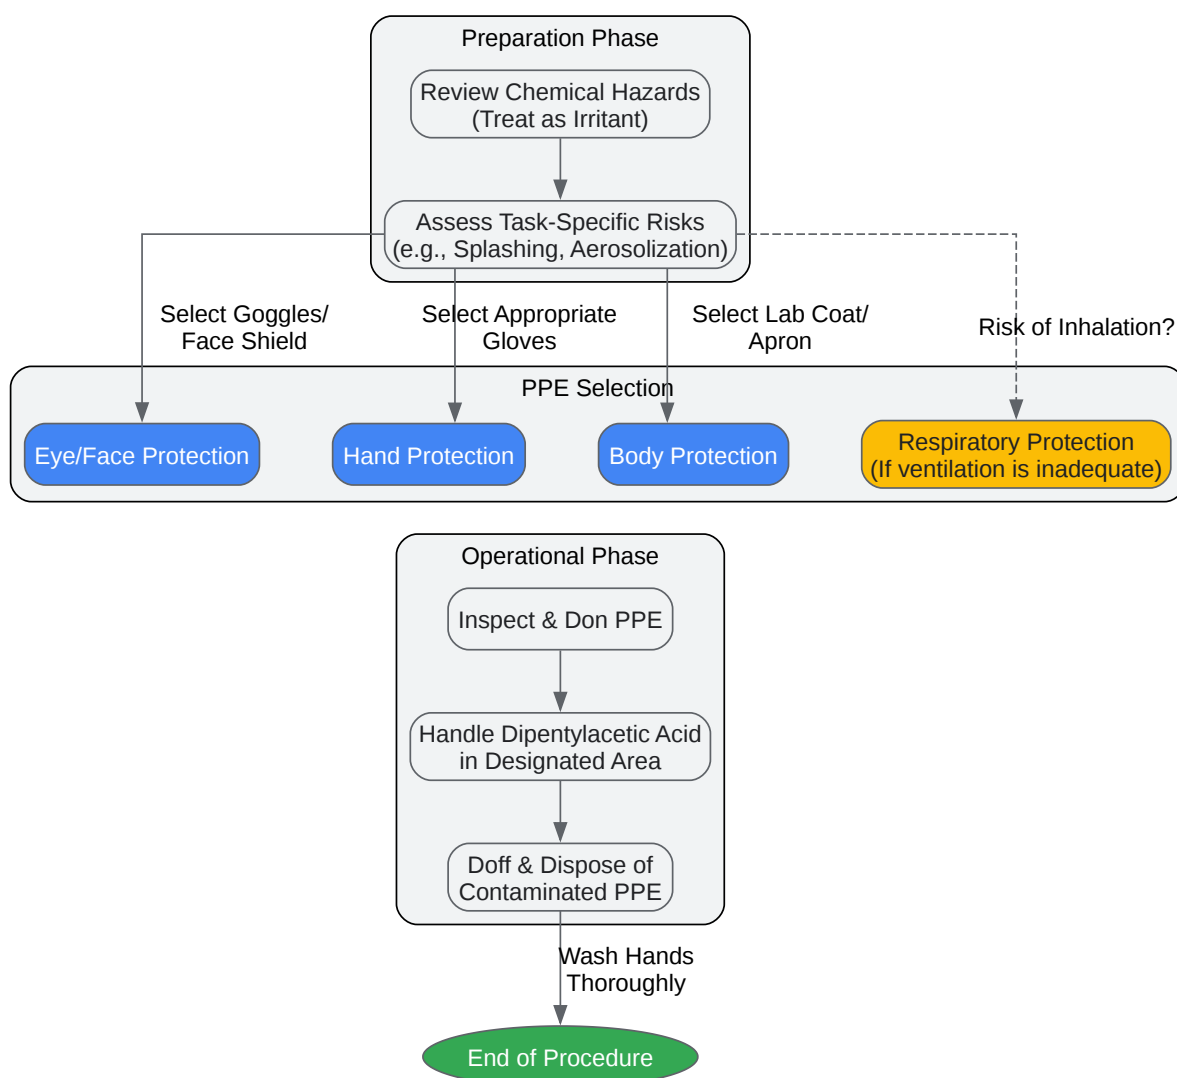 Preparation Phase
Review Chemical Hazards
(Treat as Irritant)
Assess Task-Specific Risks
(e.g., Splashing, Aerosolization)
Select Goggles/
Face Shield
Select Appropriate
Gloves
Select Lab Coat/
Apron
Risk of Inhalation?
PPE Selection
Eye/Face Protection
Hand Protection
Body Protection
Respiratory Protection
(If ventilation is inadequate)
Operational Phase
Inspect & Don PPE
Handle Dipentylacetic Acid
in Designated Area
Doff & Dispose of
Contaminated PPE
Wash Hands
Thoroughly
End of Procedure